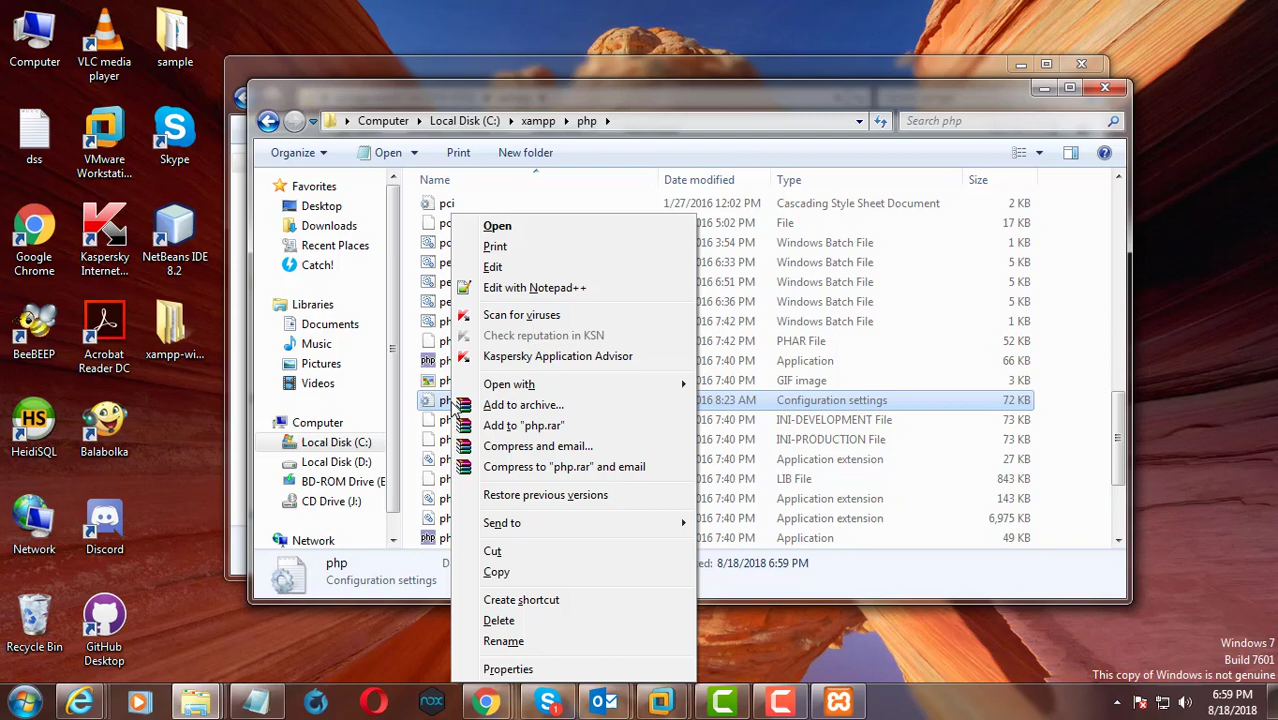 Computer
VLC media
player
sample
dss
VMware
Workstati...
Skype
Google
Chrome
Kaspersky
Internet...
NetBeans IDE
8.2
BeeBEEP
Acrobat
Reader DC
xampp-wi...
HeidiSQL
Balabolka
Network
Discord
Recycle Bin
GitHub
Desktop
Computer Local Disk (C:) xampp php
Search php
Organize Open Print New folder
Favorites
Desktop
Downloads
Recent Places
Catch!
Libraries
Documents
Music
Pictures
Videos
Computer
Local Disk (C:)
Local Disk (D:)
BD-ROM Drive (E
CD Drive (J:)
Network
Name Date modified Type Size
pci 1/27/2016 12:02 PM Cascading Style Sheet Document 2 KB
016 5:02 PM File 17 KB
016 3:54 PM Windows Batch File 1 KB
016 6:33 PM Windows Batch File 1 KB
016 6:51 PM Windows Batch File 1 KB
016 6:36 PM Windows Batch File 1 KB
016 7:42 PM Windows Batch File 1 KB
016 7:42 PM PHAR File 52 KB
016 7:40 PM Application 66 KB
016 7:40 PM GIF image 3 KB
016 8:23 AM Configuration settings 72 KB
016 7:40 PM INI-DEVELOPMENT File 72 KB
016 7:40 PM INI-PRODUCTION File 72 KB
016 7:40 PM Application extension 27 KB
016 7:40 PM LIB File 843 KB
016 7:40 PM Application extension 143 KB
016 7:40 PM Application extension 6,975 KB
016 7:40 PM Application 49 KB
Open
Print
Edit
Edit with Notepad++
Scan for viruses
Check reputation in KSN
Kaspersky Application Advisor
Open with
Add to archive...
Add to "php.rar"
Compress and email...
Compress to "php.rar" and email
Restore previous versions
Send to
Cut
Copy
Create shortcut
Delete
Rename
Properties
php
Configuration settings
ed: 8/18/2018 6:59 PM
Windows 7
Build 7601
This copy of Windows is not genuine
6:59 PM
8/18/2018